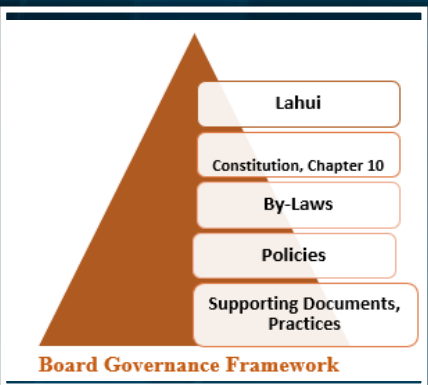 Lahui
Constitution, Chapter 10
By-Laws
Policies
Supporting Documents,
Practices
Board Governance Framework